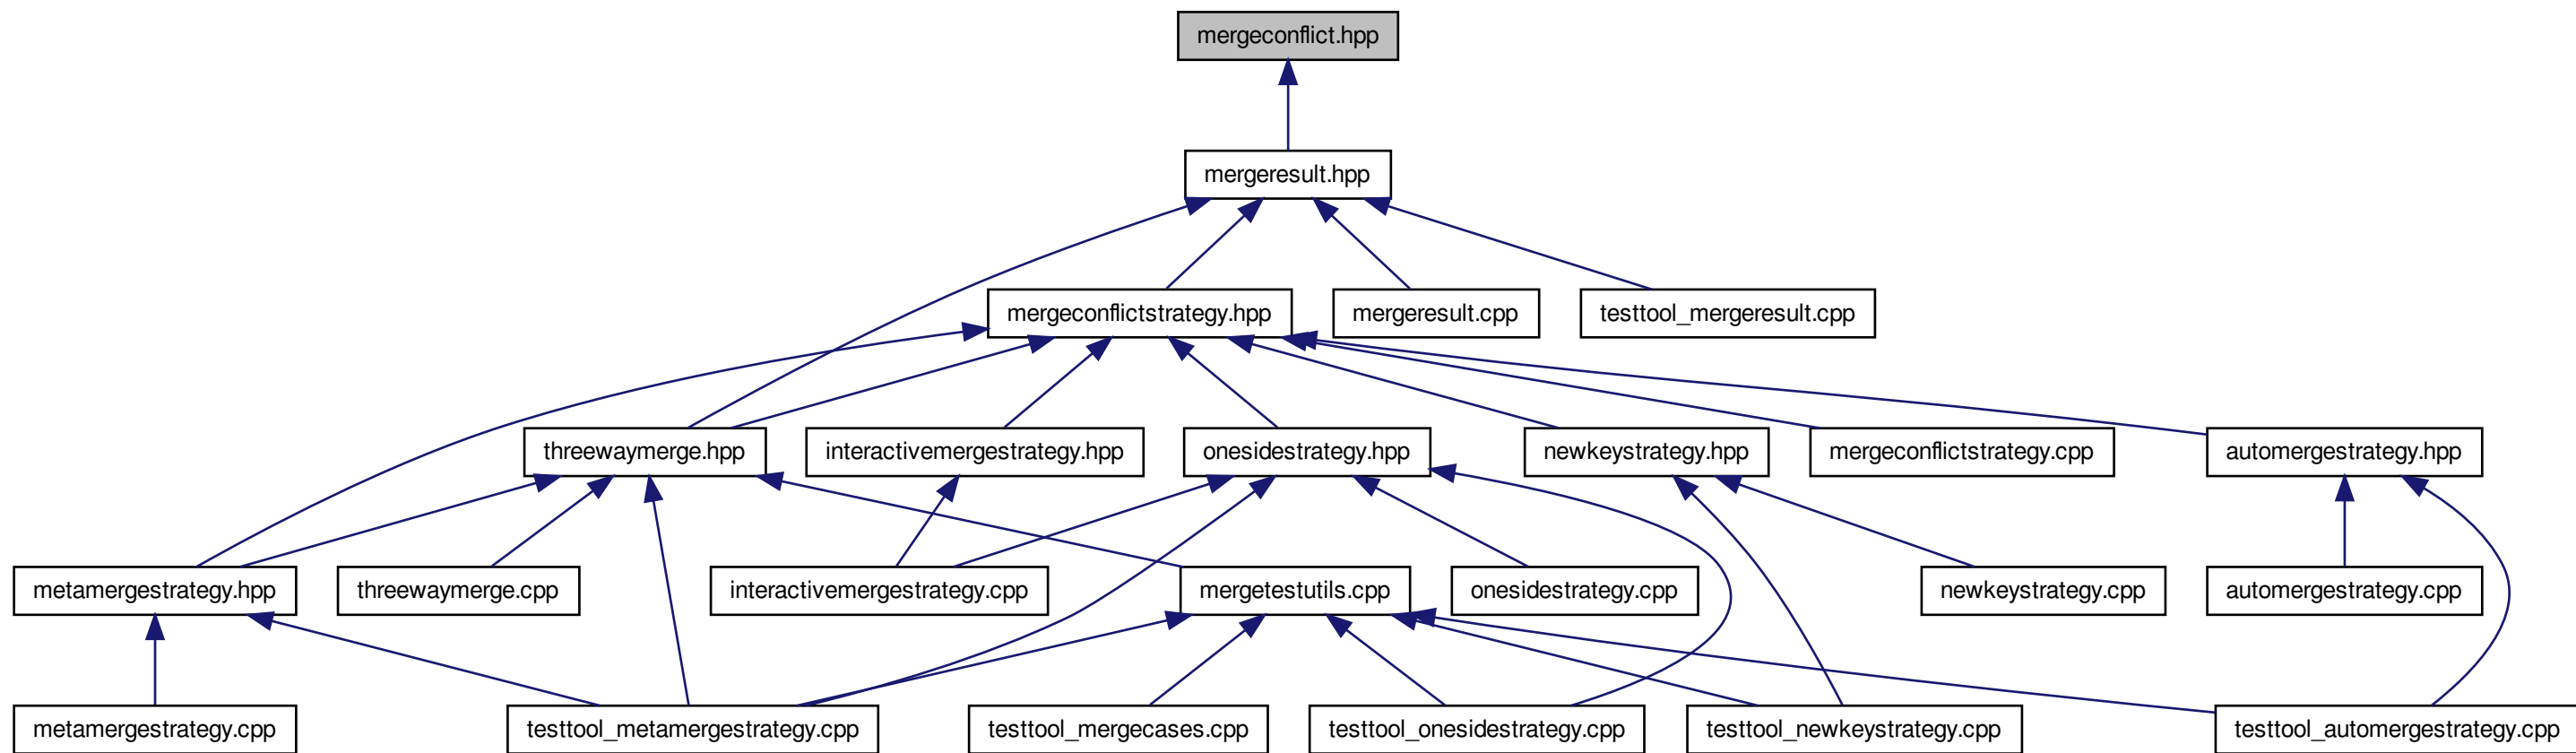 mergeconflict.hpp
mergeresult.hpp
mergeconflictstrategy.hpp
mergeresult.cpp
testtool_mergeresult.cpp
threewaymerge.hpp
interactivemergestrategy.hpp
onesidestrategy.hpp
newkeystrategy.hpp
mergeconflictstrategy.cpp
automergestrategy.hpp
metamergestrategy.hpp
threewaymerge.cpp
interactivemergestrategy.cpp
mergetestutils.cpp
onesidestrategy.cpp
newkeystrategy.cpp
automergestrategy.cpp
metamergestrategy.cpp
testtool_metamergestrategy.cpp
testtool_mergecases.cpp
testtool_onesidestrategy.cpp
testtool_newkeystrategy.cpp
testtool_automergestrategy.cpp